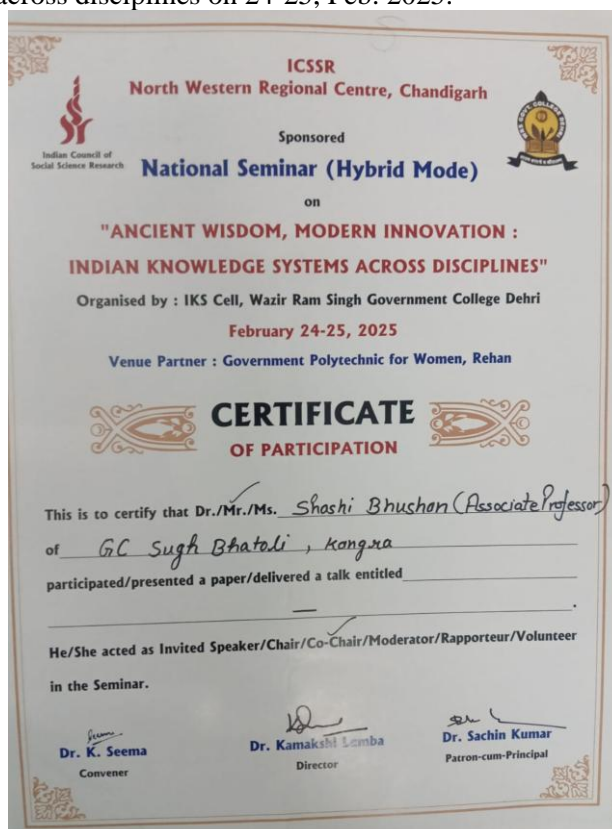 across disciplines on 24-25, Feb. 2025.
ICSSR
North Western Regional Centre, Chandigarh
Indian Council of
Social Science Research
Sponsored
National Seminar (Hybrid Mode)
on
"ANCIENT WISDOM, MODERN INNOVATION :
INDIAN KNOWLEDGE SYSTEMS ACROSS DISCIPLINES"
Organised by : IKS Cell, Wazir Ram Singh Government College Dehri
February 24-25, 2025
Venue Partner : Government Polytechnic for Women, Rehan
CERTIFICATE
OF PARTICIPATION
This is to certify that Dr./Mr./Ms. Shashi Bhushan (Associate Professor)
of GC Sugh Bhatoli, Kangra
participated/presented a paper/delivered a talk entitled
He/She acted as Invited Speaker/Chair/Co-Chair/Moderator/Rapporteur/Volunteer
in the Seminar.
Dr. K. Seema
Convener
Dr. Kamakshi Lomba
Director
Dr. Sachin Kumar
Patron-cum-Principal